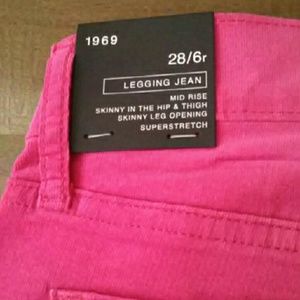 1969
28/6r
LEGGING JEAN
MID RISE
SKINNY IN THE HIP & THIGH
SKINNY LEG OPENING
SUPERSTRETCH